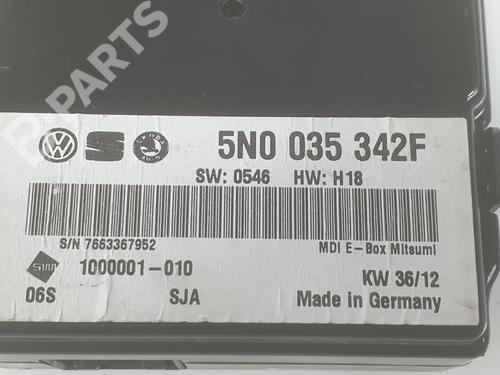 B-PARTS
5N0 035 342F
SW: 0546 HW: H18
S/N 7663367952
MDI E-Box Mitsumi
1000001-010
KW 36/12
06S SJA Made in Germany